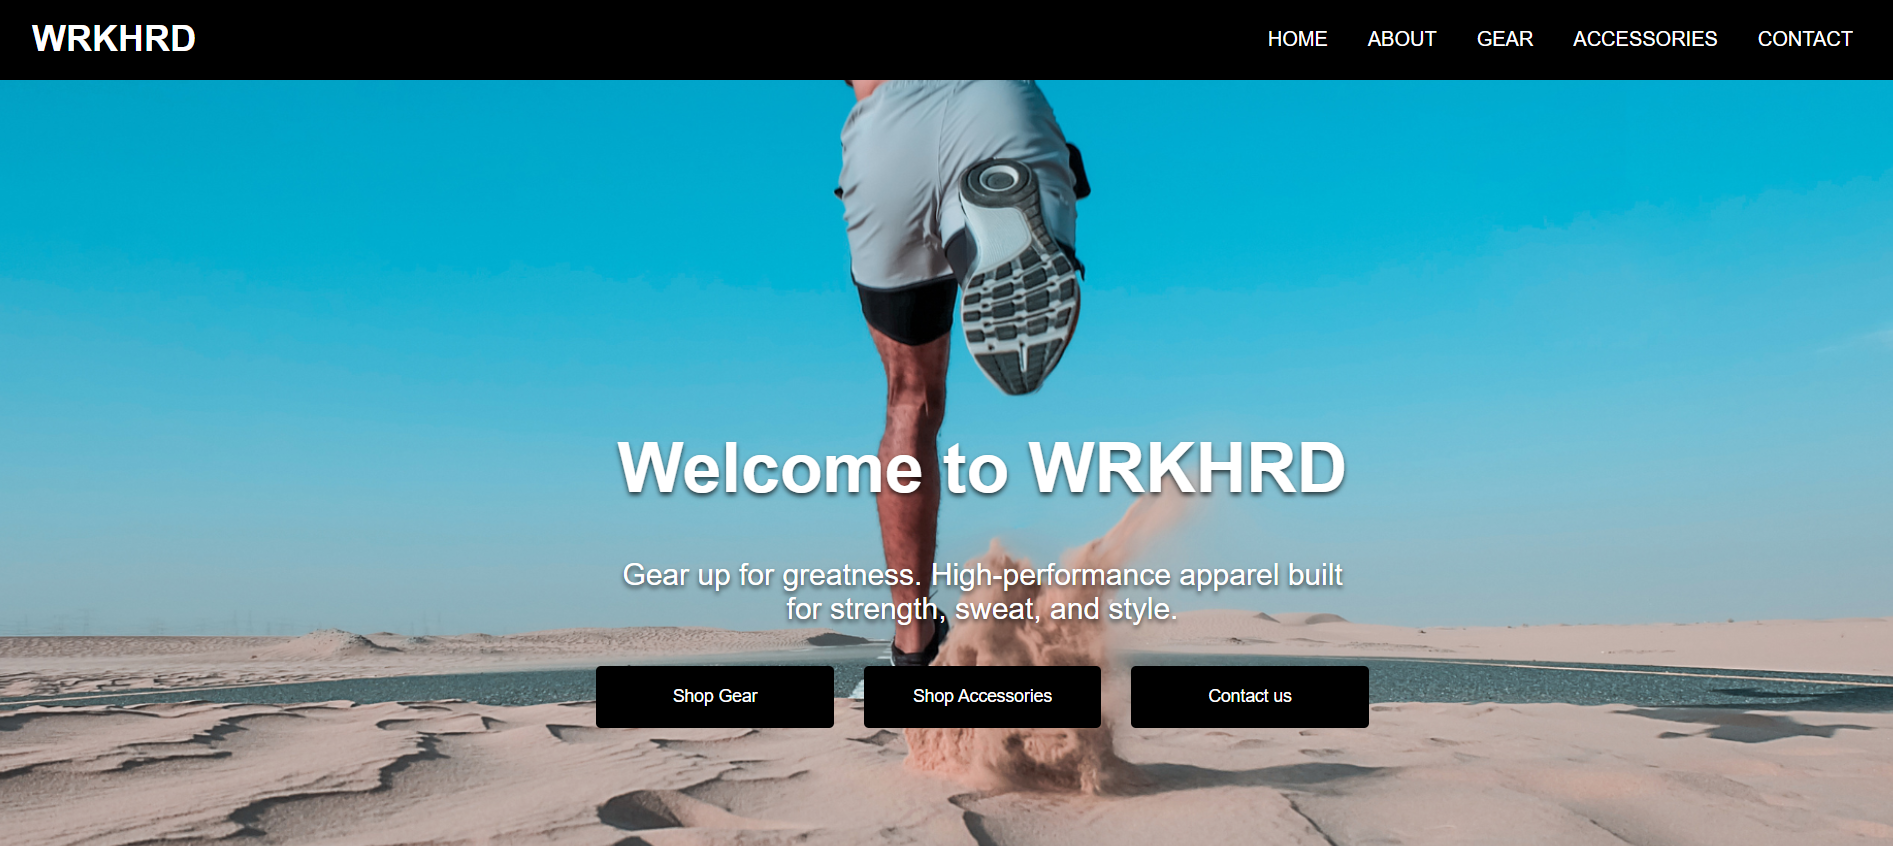 WRKHRD
HOME ABOUT GEAR ACCESSORIES CONTACT
Welcome to WRKHRD
Gear up for greatness. High-performance apparel built
for strength, sweat, and style.
Shop Gear
Shop Accessories
Contact us